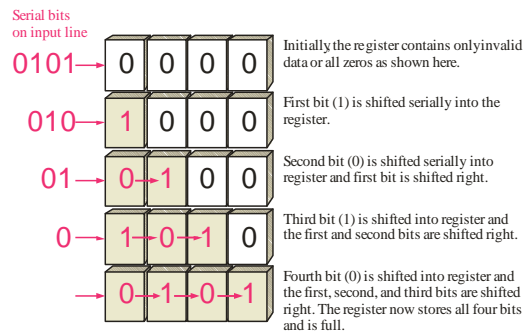 Serial bits
on input line
0101 0 0 0 0
Initially, the register contains onlyinvalid
data or all zeros as shown here.
010 1 0 0 0
First bit (1) is shifted serially into the
register.
01 0 1 0 0
Second bit (0) is shifted serially into
register and first bit is shifted right.
0 1 0 1 0
Third bit (1) is shifted into register and
the first and second bits are shifted right.
0 1 0 1
Fourth bit (0) is shifted into register and
the first, second, and third bits are shifted
right. The register now stores all four bits
and is full.